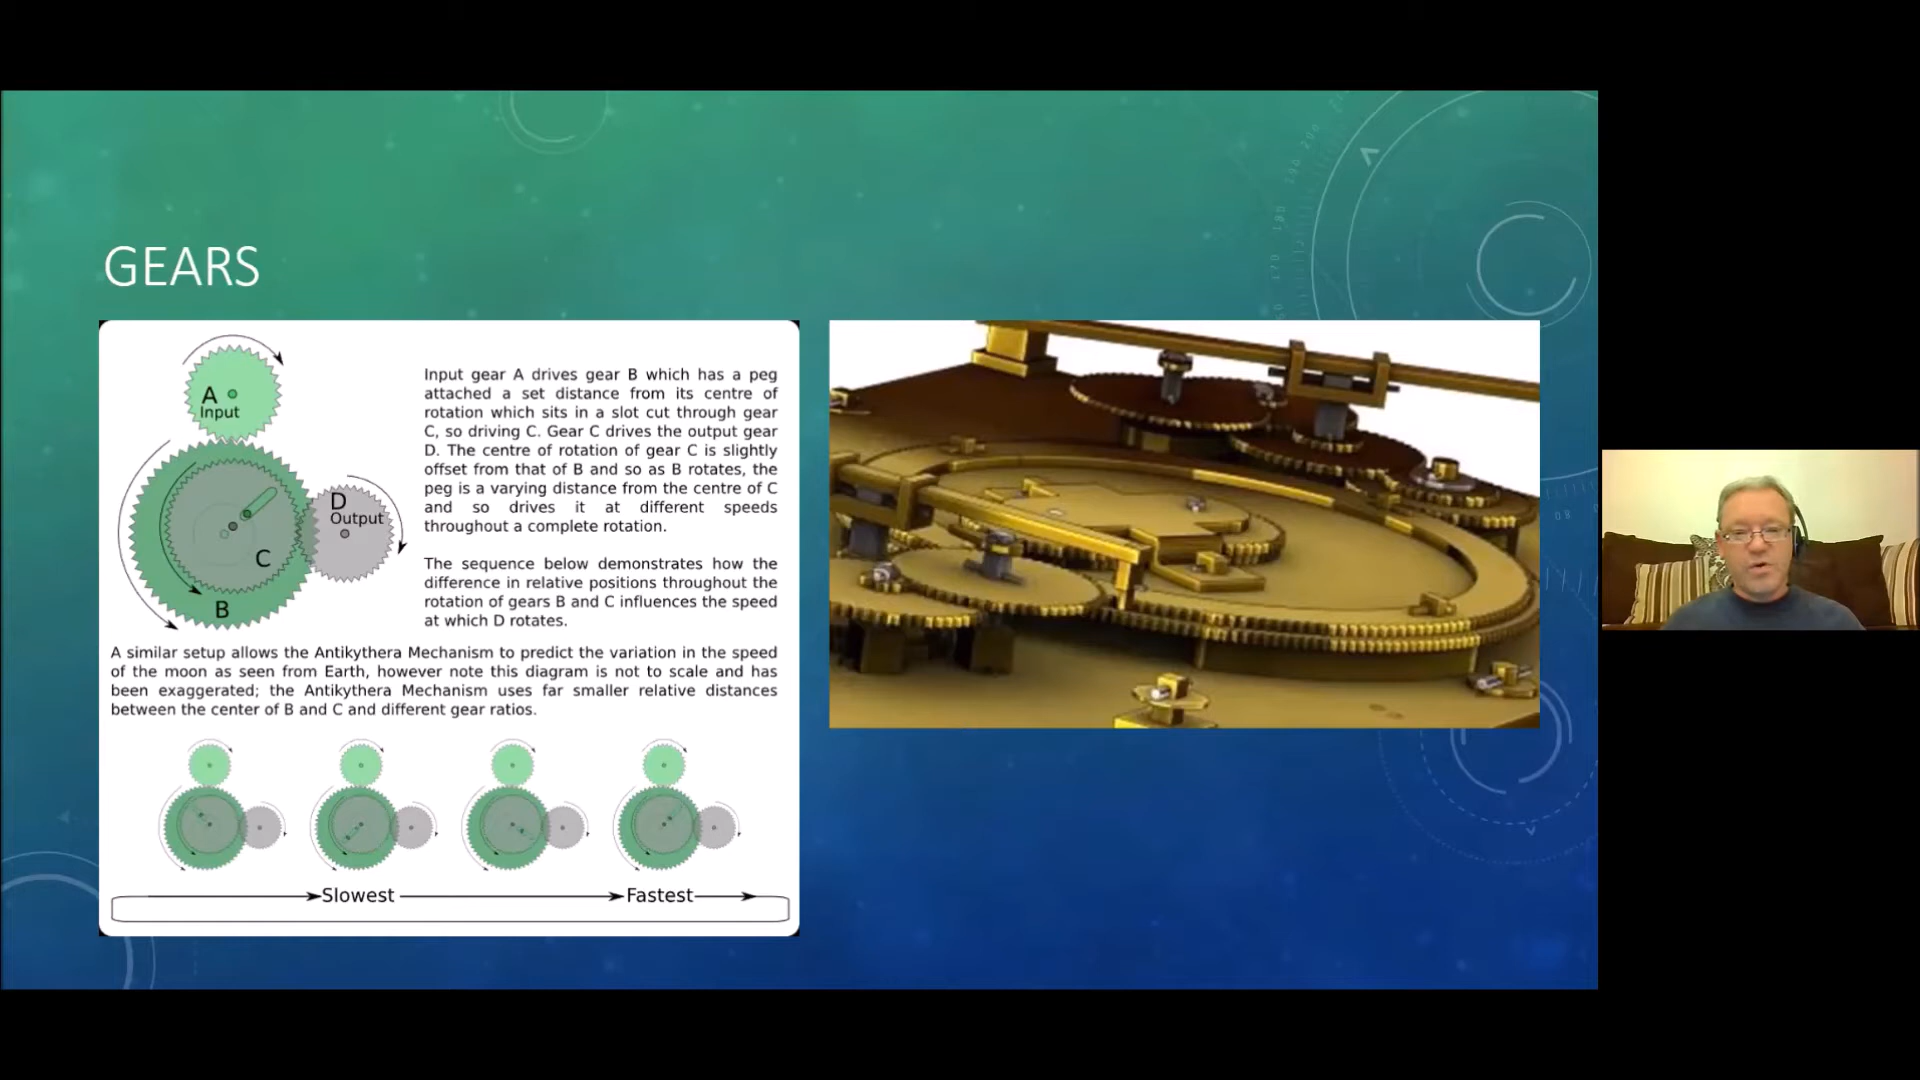 GEARS
A
Input
D
Output
C
B
Input gear A drives gear B which has a peg
attached a set distance from its centre of
rotation which sits in a slot cut through gear
C, so driving C. Gear C drives the output gear
D. The centre of rotation of gear C is slightly
offset from that of B and so as B rotates, the
peg is a varying distance from the centre of C
and so drives it at different speeds
throughout a complete rotation.
The sequence below demonstrates how the
difference in relative positions throughout the
rotation of gears B and C influences the speed
at which D rotates.
A similar setup allows the Antikythera Mechanism to predict the variation in the speed
of the moon as seen from Earth, however note this diagram is not to scale and has
been exaggerated; the Antikythera Mechanism uses far smaller relative distances
between the center of B and C and different gear ratios.
Slowest
Fastest
200
190
180
170